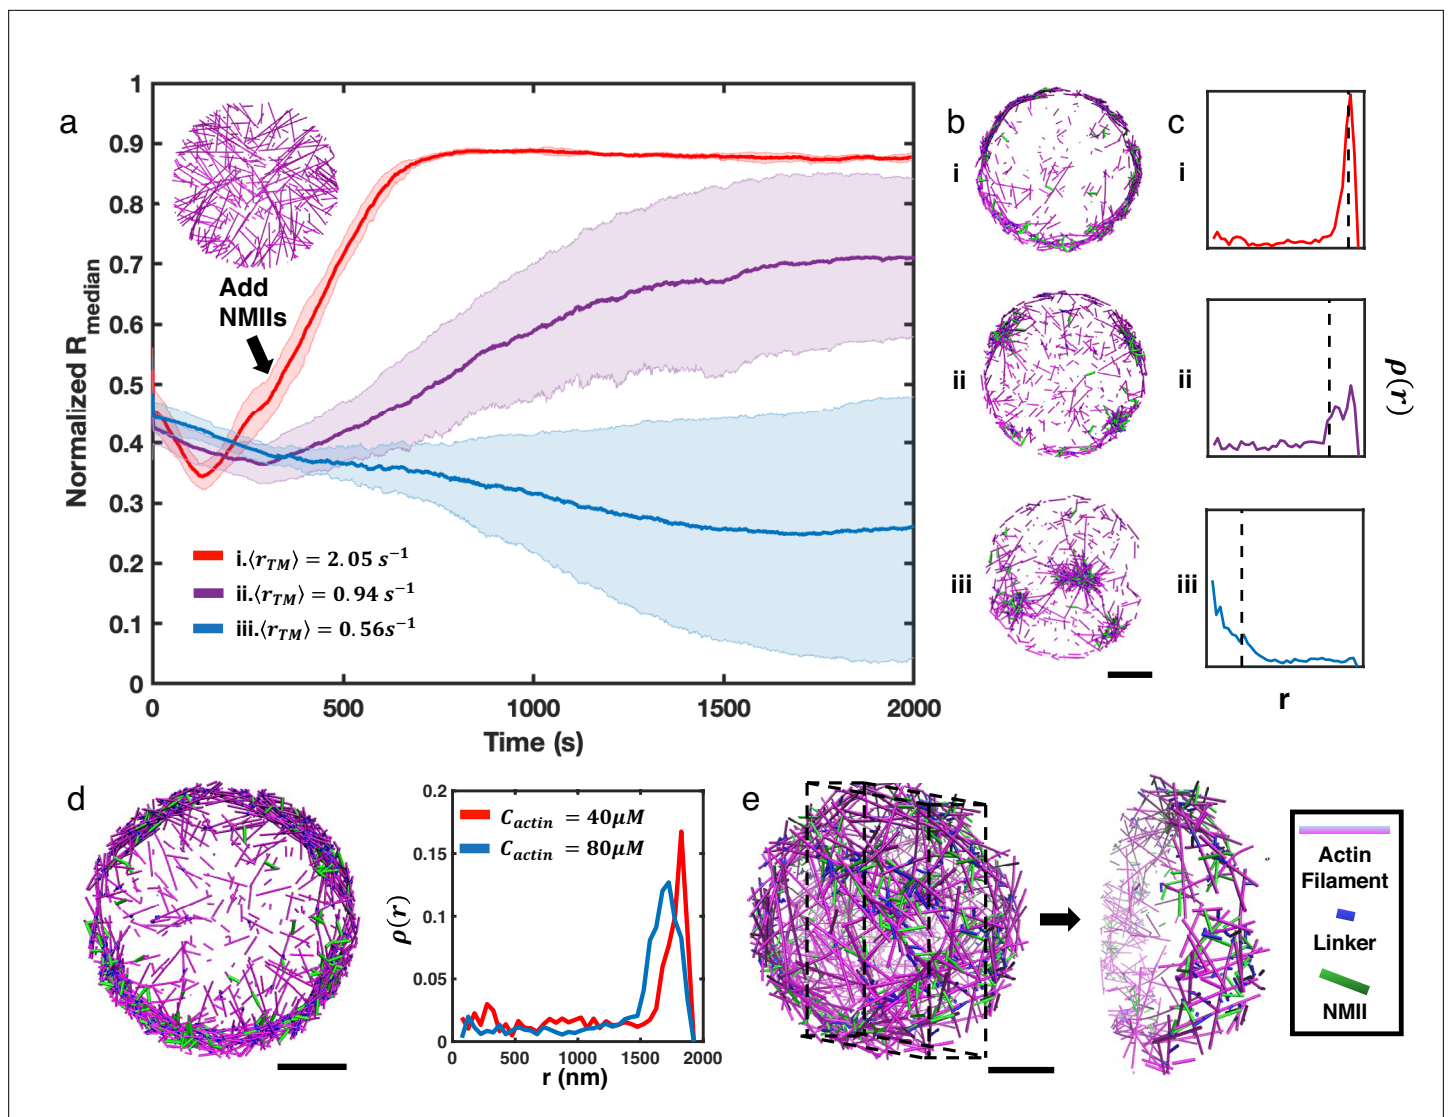 a
Normalized R_median
1
0.9
0.8
0.7
0.6
0.5
0.4
0.3
0.2
0.1
0
Add
NMIIs
i.⟨r_TM⟩ = 2.05 s⁻¹
ii.⟨r_TM⟩ = 0.94 s⁻¹
iii.⟨r_TM⟩ = 0.56s⁻¹
0 500 1000 1500 2000
Time (s)
b
i
ii
iii
c
i
ii
iii
ρ(r)
r
d
ρ(r)
0.2
0.15
0.1
0.05
0
C_actin = 40μM
C_actin = 80μM
0 500 1000 1500 2000
r (nm)
e
Actin
Filament
Linker
NMII